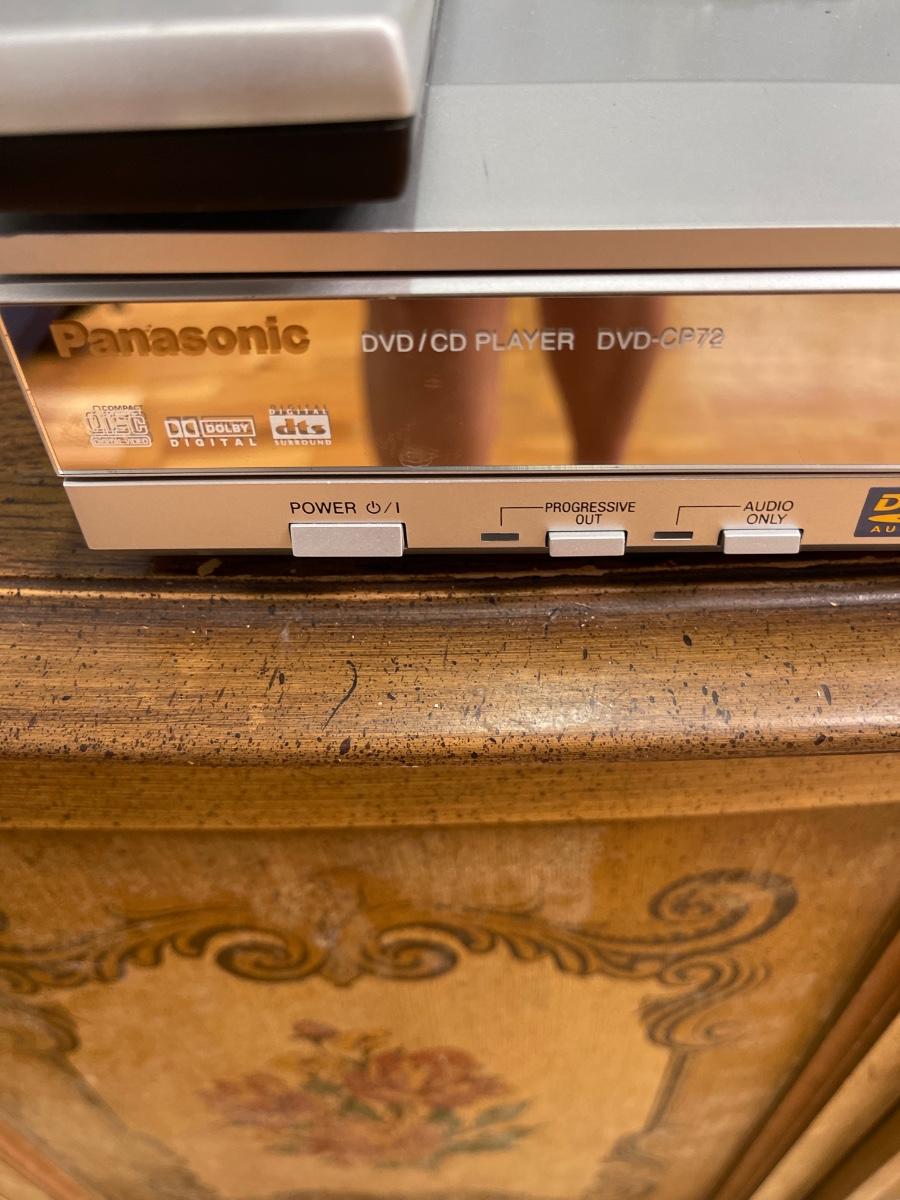 Panasonic DVD/CD PLAYER DVD-CP72
COMPACT
disc
DIGITAL VIDEO
DOLBY
DIGITAL
DIGITAL
dts
SURROUND
POWER ⏻/I
PROGRESSIVE
OUT
AUDIO
ONLY